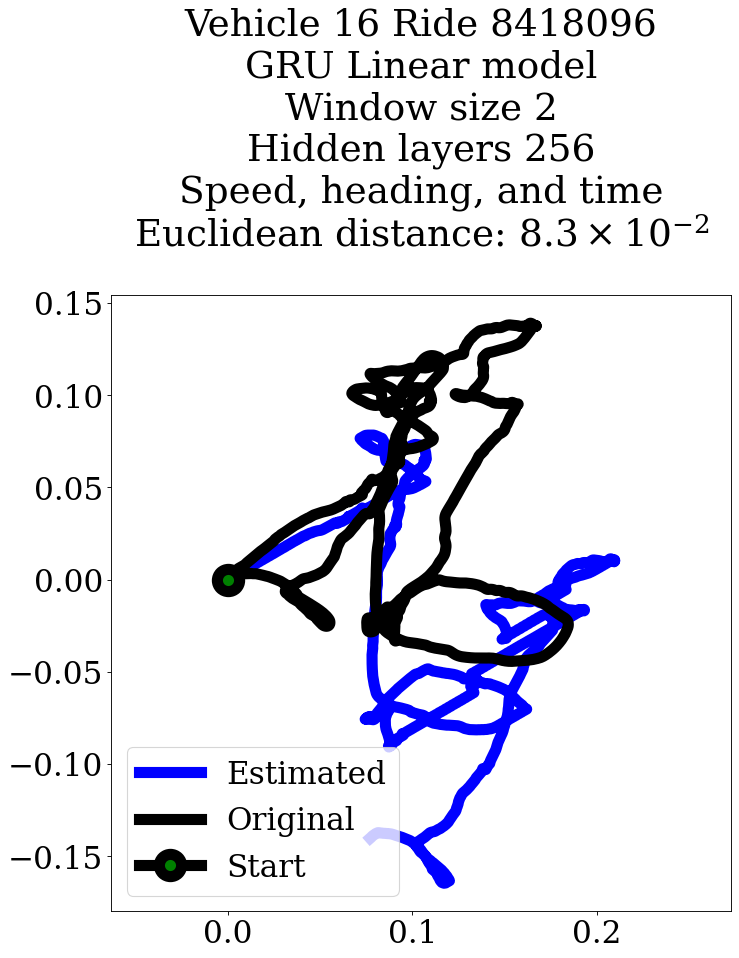 Vehicle 16 Ride 8418096
GRU Linear model
Window size 2
Hidden layers 256
Speed, heading, and time
Euclidean distance: 8.3 × 10⁻²
0.15
0.10
0.05
0.00
−0.05
−0.10
−0.15
Estimated
Original
Start
0.0 0.1 0.2